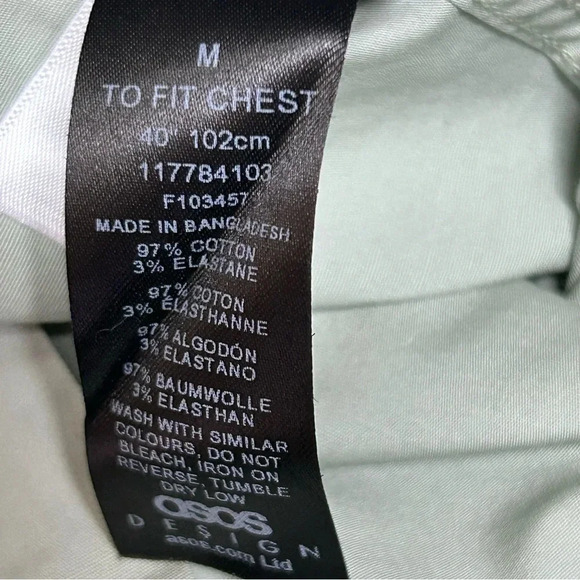 M
TO FIT CHEST
40" 102cm
117784103
F103457
MADE IN BANGLADESH
97% COTTON
3% ELASTANE
97% COTON
3% ÉLASTHANNE
97% ALGODÓN
3% ELASTANO
97% BAUMWOLLE
3% ELASTHAN
WASH WITH SIMILAR
COLOURS, DO NOT
BLEACH, IRON ON
REVERSE, TUMBLE
DRY LOW
asos
DESIGN
asos.com Ltd